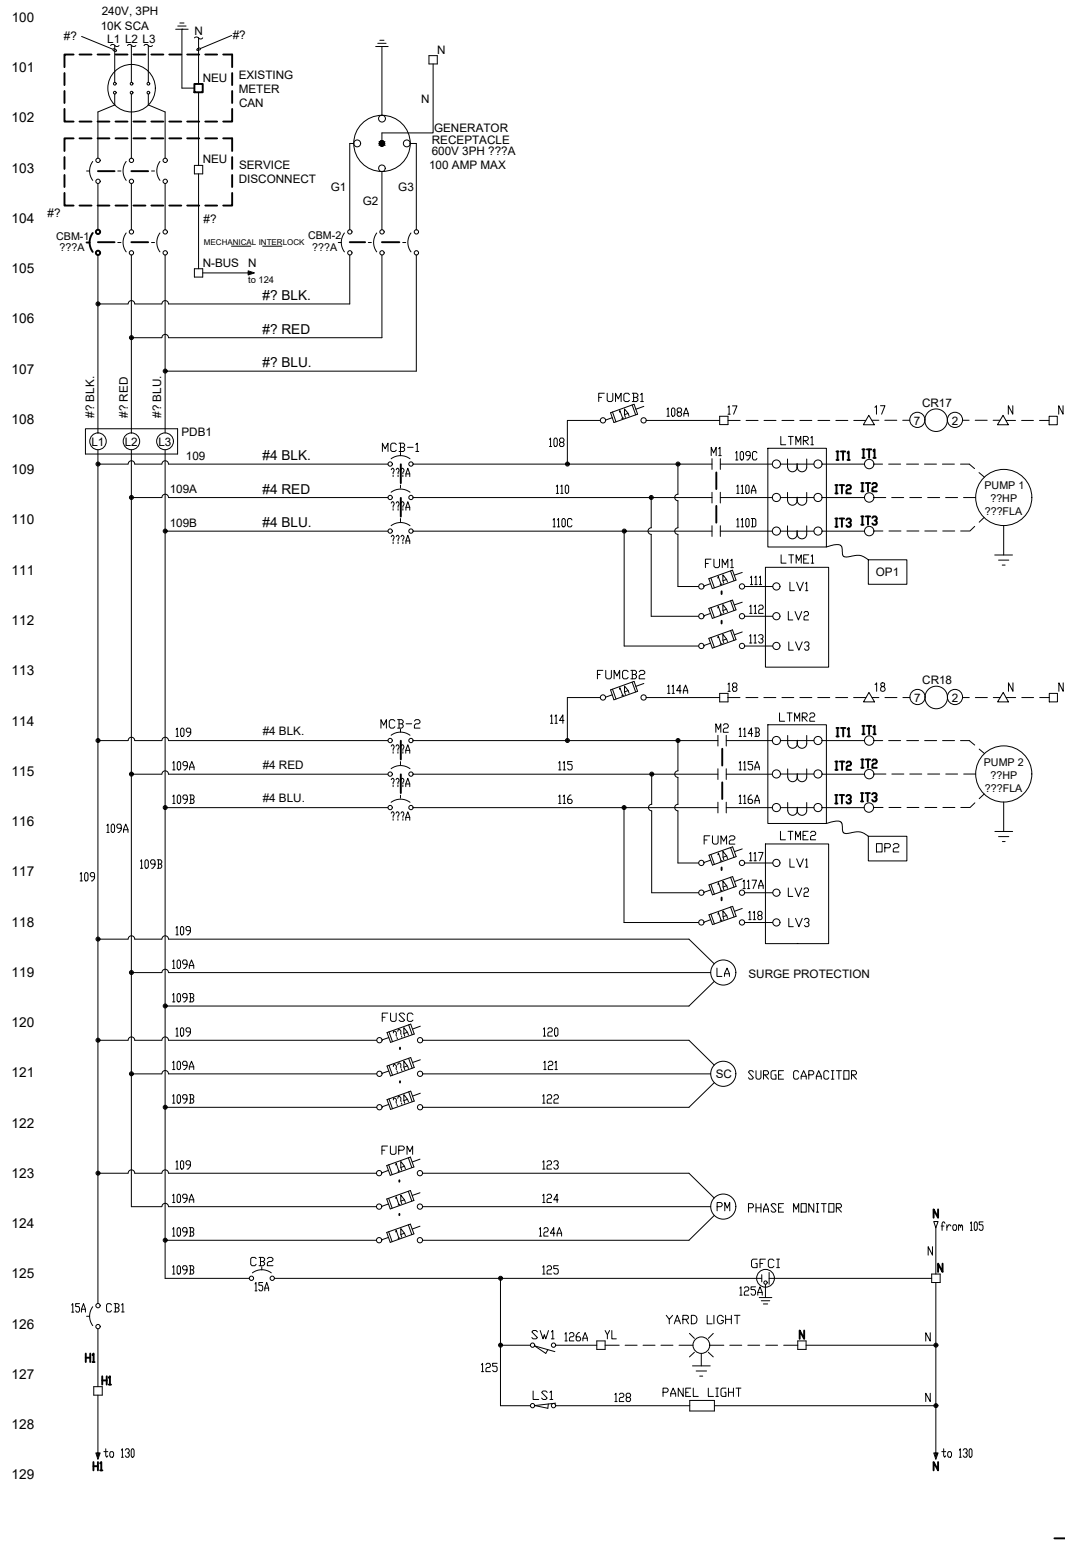 100
240V, 3PH
10K SCA
L1 L2 L3
#?
N
#?
N
101
NEU
EXISTING
METER
CAN
N
102
GENERATOR
RECEPTACLE
600V 3PH ???A
100 AMP MAX
103
NEU
SERVICE
DISCONNECT
G1
G2
G3
104
#?
#?
CBM-1
???A
MECHANICAL INTERLOCK
CBM-2
???A
105
N-BUS N
to 124
#? BLK.
106
#? RED
107
#? BLU.
#? BLK.
#? RED
#? BLU.
FUMCB1
1A
108A
17
17
CR17
7
2
N
N
108
L1
L2
L3
PDB1
108
MCB-1
M1
LTMR1
109
109
#4 BLK.
???A
109C
IT1
IT1
109A
#4 RED
???A
110
110A
IT2
IT2
PUMP 1
??HP
???FLA
110
109B
#4 BLU.
???A
110C
110D
IT3
IT3
111
FUM1
LTME1
OP1
1A
111
LV1
112
1A
112
LV2
1A
113
LV3
113
FUMCB2
1A
114A
18
18
CR18
7
2
N
N
114
114
MCB-2
M2
LTMR2
109
#4 BLK.
???A
114B
IT1
IT1
115
109A
#4 RED
???A
115
115A
IT2
IT2
PUMP 2
??HP
???FLA
109B
#4 BLU.
???A
116
116A
IT3
IT3
116
109A
FUM2
LTME2
OP2
117
109
109B
1A
117
LV1
1A
117A
LV2
118
1A
118
LV3
109
119
109A
LA
SURGE PROTECTION
109B
120
FUSC
109
??A
120
121
109A
??A
121
SC
SURGE CAPACITOR
109B
??A
122
122
FUPM
123
109
1A
123
109A
1A
124
PM
PHASE MONITOR
124
109B
1A
124A
N
from 105
N
125
109B
CB2
15A
125
GFCI
125A
N
15A
CB1
126
YARD LIGHT
SW1
126A
YL
N
N
H1
127
H1
125
LS1
128
PANEL LIGHT
N
128
to 130
H1
to 130
N
129